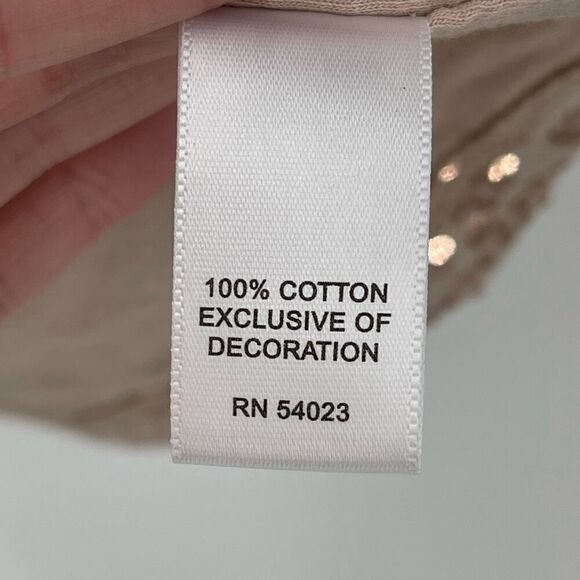 100% COTTON
EXCLUSIVE OF
DECORATION
RN 54023